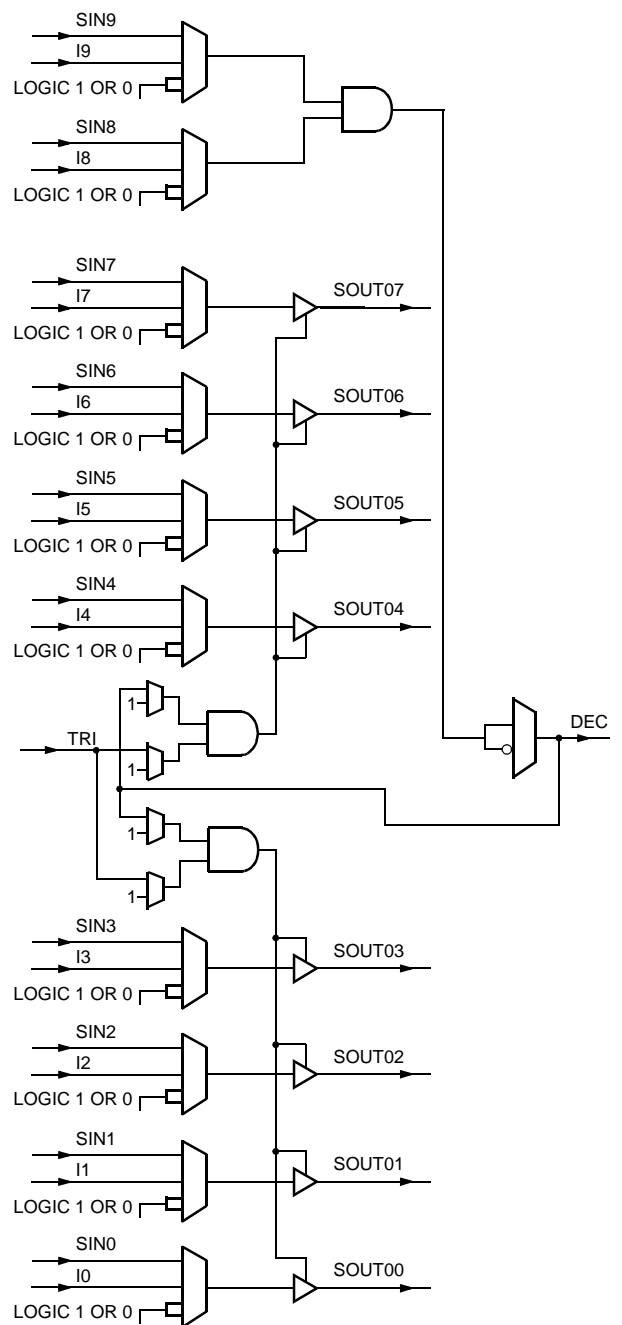 SIN9
I9
LOGIC 1 OR 0
SIN8
I8
LOGIC 1 OR 0
SIN7
I7
LOGIC 1 OR 0
SOUT07
SIN6
I6
LOGIC 1 OR 0
SOUT06
SIN5
I5
LOGIC 1 OR 0
SOUT05
SIN4
I4
LOGIC 1 OR 0
SOUT04
1
TRI
1
DEC
1
1
SIN3
I3
LOGIC 1 OR 0
SOUT03
SIN2
I2
LOGIC 1 OR 0
SOUT02
SIN1
I1
LOGIC 1 OR 0
SOUT01
SIN0
I0
LOGIC 1 OR 0
SOUT00